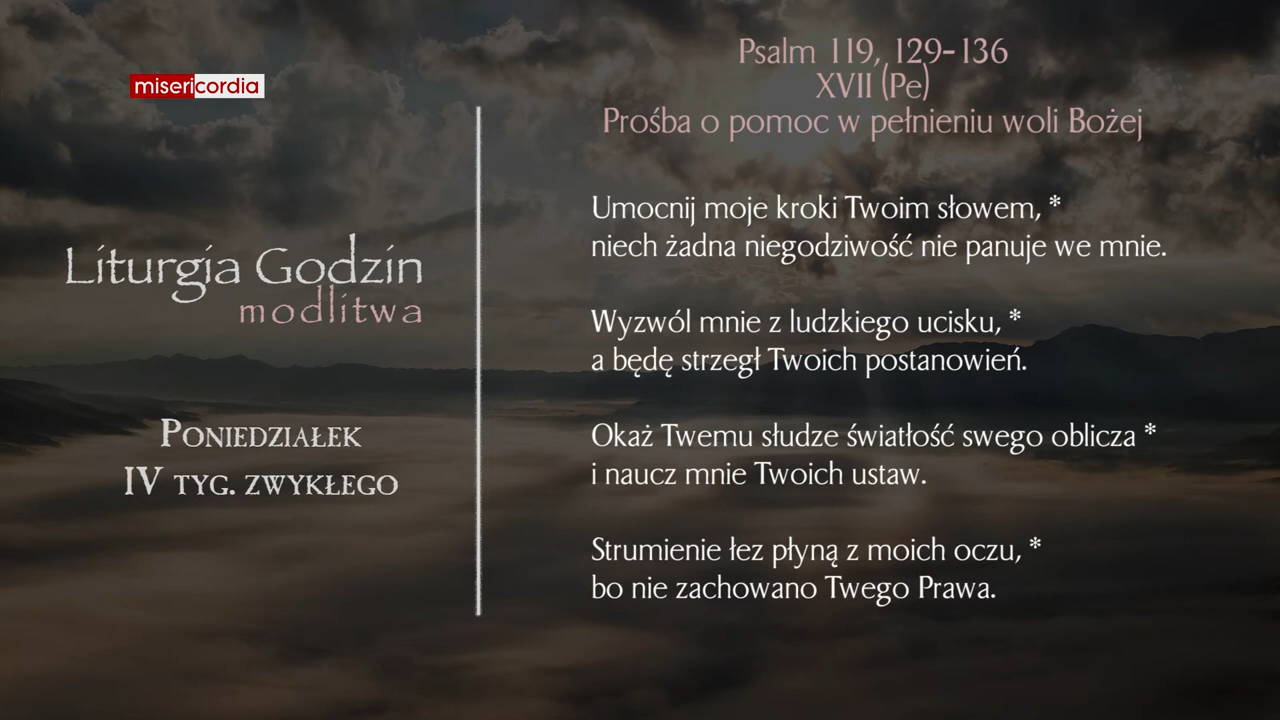 misericordia
Liturgia Godzin
modlitwa
Poniedziałek
IV tyg. zwykłego
Psalm 119, 129-136
XVII (Pe)
Prośba o pomoc w pełnieniu woli Bożej
Umocnij moje kroki Twoim słowem, *
niech żadna niegodziwość nie panuje we mnie.
Wyzwól mnie z ludzkiego ucisku, *
a będę strzegł Twoich postanowień.
Okaż Twemu słudze światłość swego oblicza *
i naucz mnie Twoich ustaw.
Strumienie łez płyną z moich oczu, *
bo nie zachowano Twego Prawa.